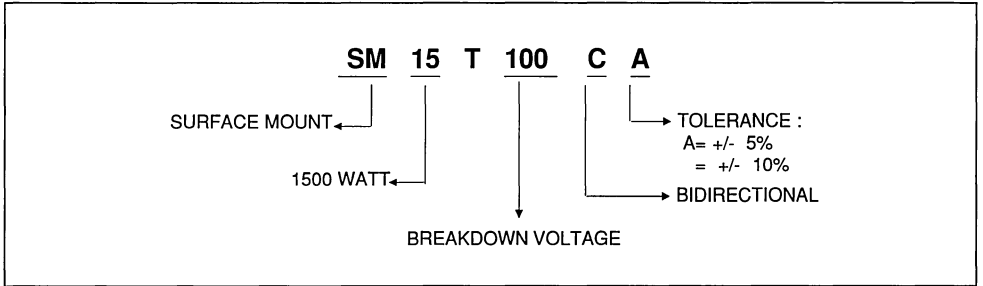 SM 15 T 100 C A
SURFACE MOUNT
TOLERANCE :
A= +/- 5%
= +/- 10%
1500 WATT
BIDIRECTIONAL
BREAKDOWN VOLTAGE